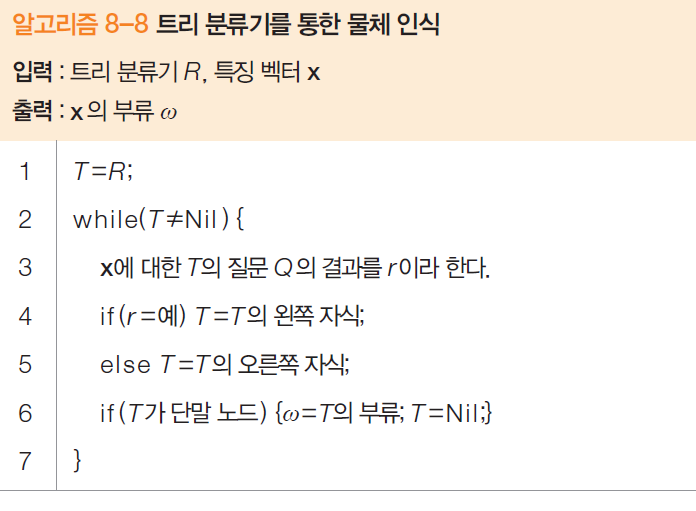 알고리즘 8-8 트리 분류기를 통한 물체 인식
입력 : 트리 분류기 R, 특징 벡터 x
출력 : x의 부류 ω
1 T=R;
2 while(T≠Nil) {
3 x에 대한 T의 질문 Q의 결과를 r이라 한다.
4 if(r=예) T=T의 왼쪽 자식;
5 else T=T의 오른쪽 자식;
6 if(T가 단말 노드) {ω=T의 부류; T=Nil;}
7 }